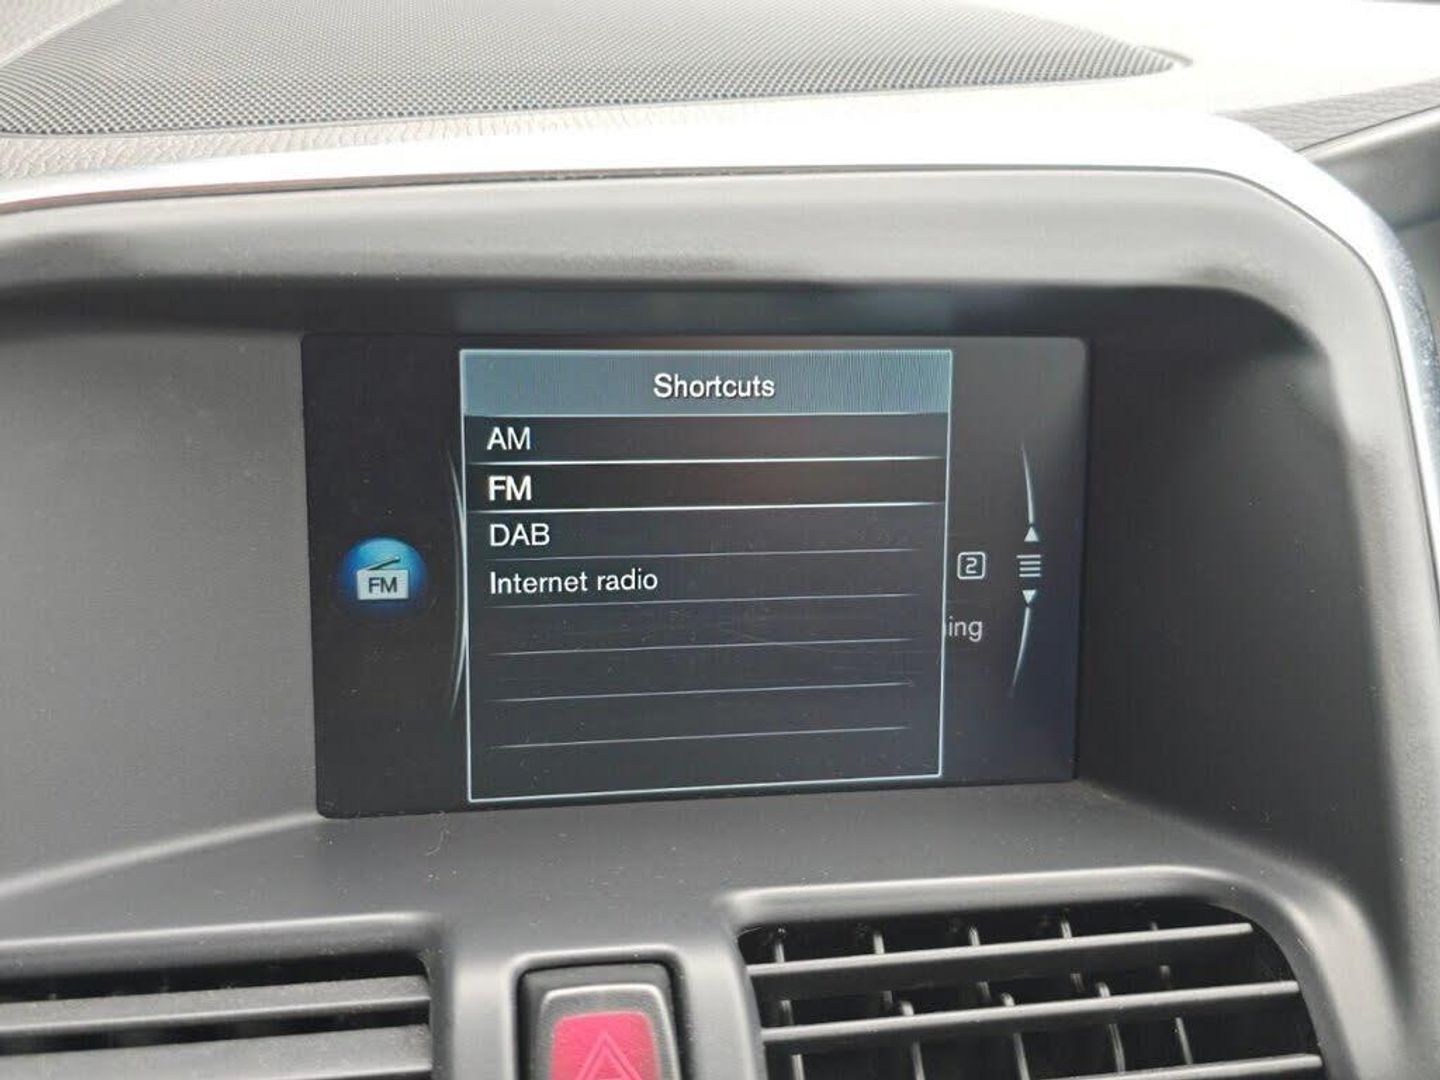 Shortcuts
AM
FM
DAB
Internet radio
FM
2
ing